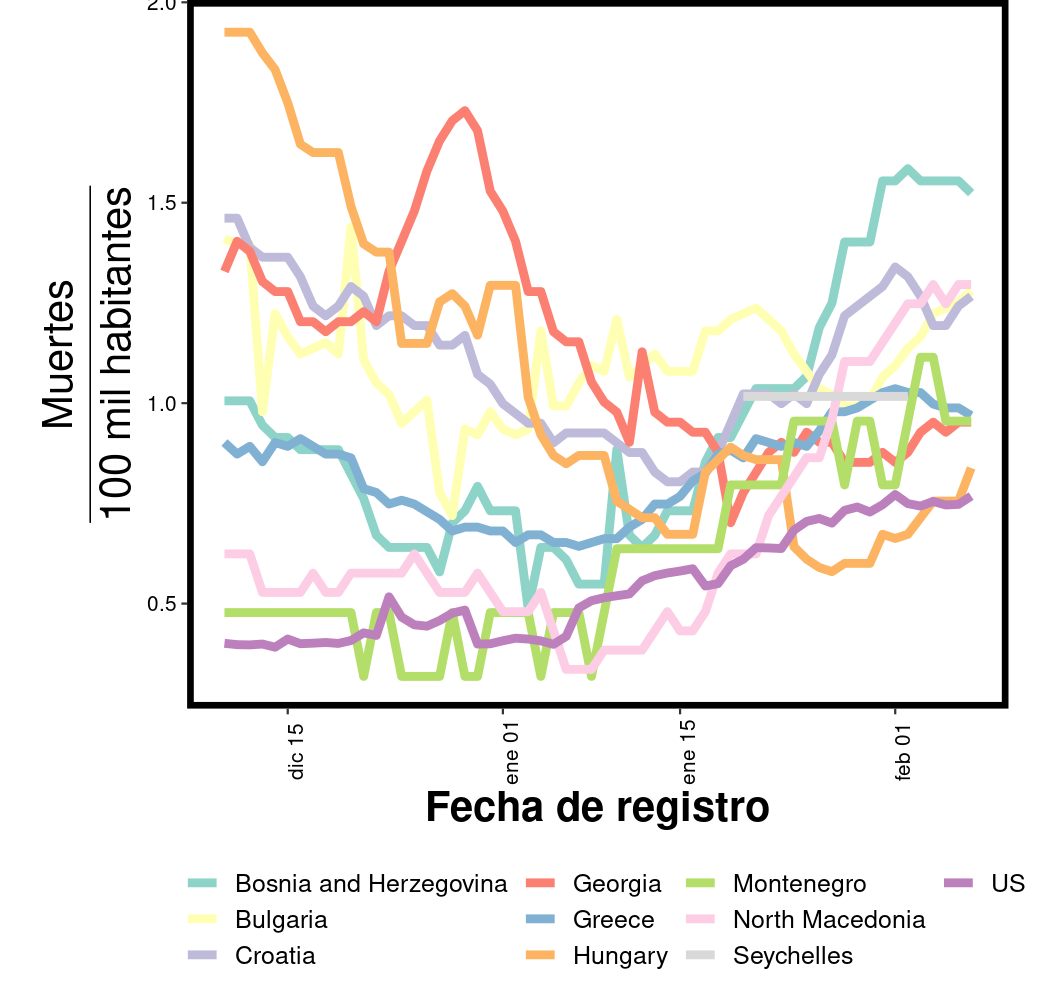 2.0
1.5
1.0
0.5
Muertes
100 mil habitantes
dic 15
ene 01
ene 15
feb 01
Fecha de registro
Bosnia and Herzegovina
Georgia
Montenegro
US
Bulgaria
Greece
North Macedonia
Croatia
Hungary
Seychelles